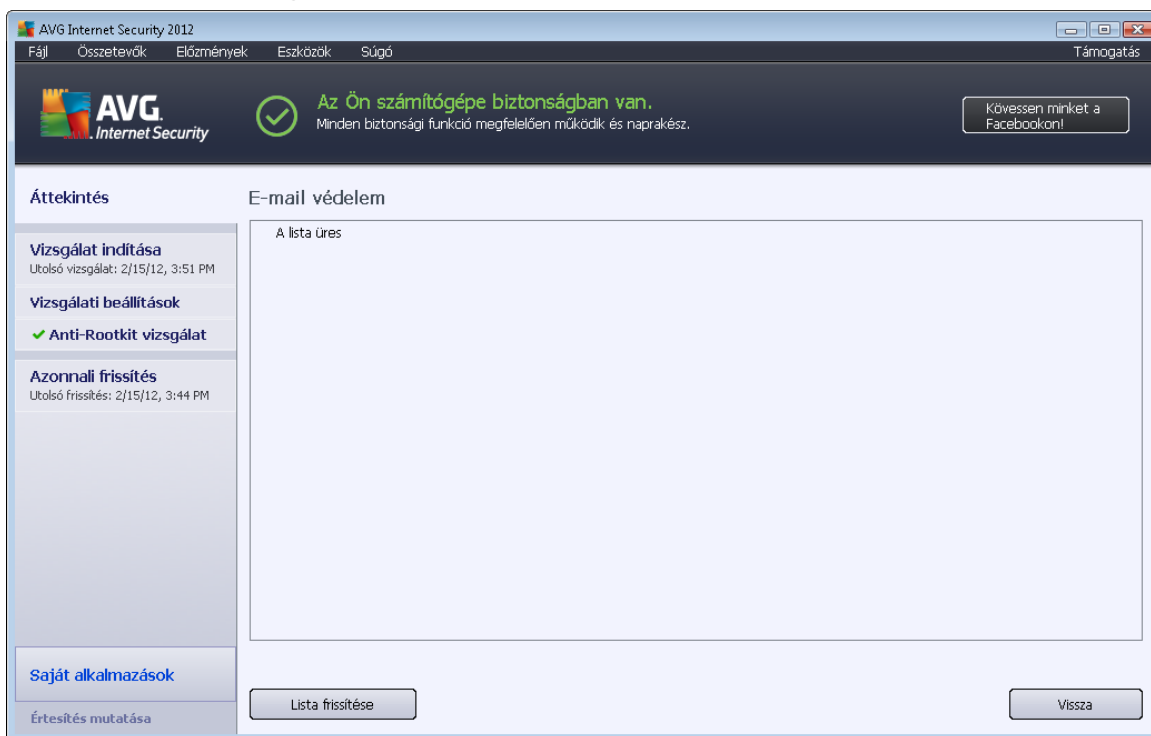 AVG Internet Security 2012
Fájl Összetevők Előzmények Eszközök Súgó Támogatás
AVG.
Internet Security
Az Ön számítógépe biztonságban van.
Minden biztonsági funkció megfelelően működik és naprakész.
Kövessen minket a
Facebookon!
Áttekintés
Vizsgálat indítása
Utolsó vizsgálat: 2/15/12, 3:51 PM
Vizsgálati beállítások
Anti-Rootkit vizsgálat
Azonnali frissítés
Utolsó frissítés: 2/15/12, 3:44 PM
Saját alkalmazások
Értesítés mutatása
E-mail védelem
A lista üres
Lista frissítése
Vissza